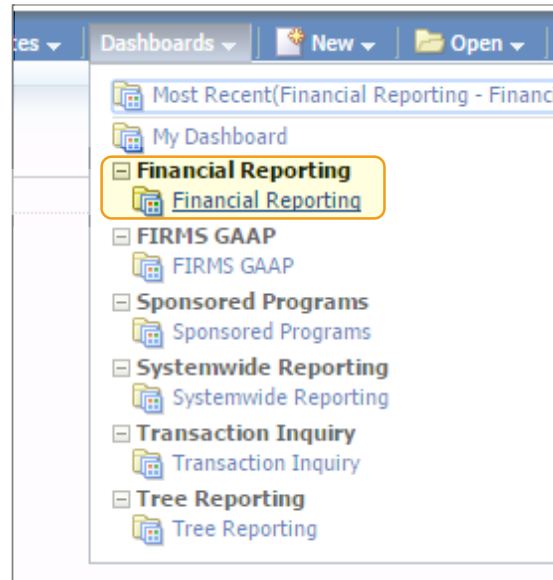 Dashboards New Open
Most Recent(Financial Reporting - Financ
My Dashboard
Financial Reporting
Financial Reporting
FIRMS GAAP
FIRMS GAAP
Sponsored Programs
Sponsored Programs
Systemwide Reporting
Systemwide Reporting
Transaction Inquiry
Transaction Inquiry
Tree Reporting
Tree Reporting